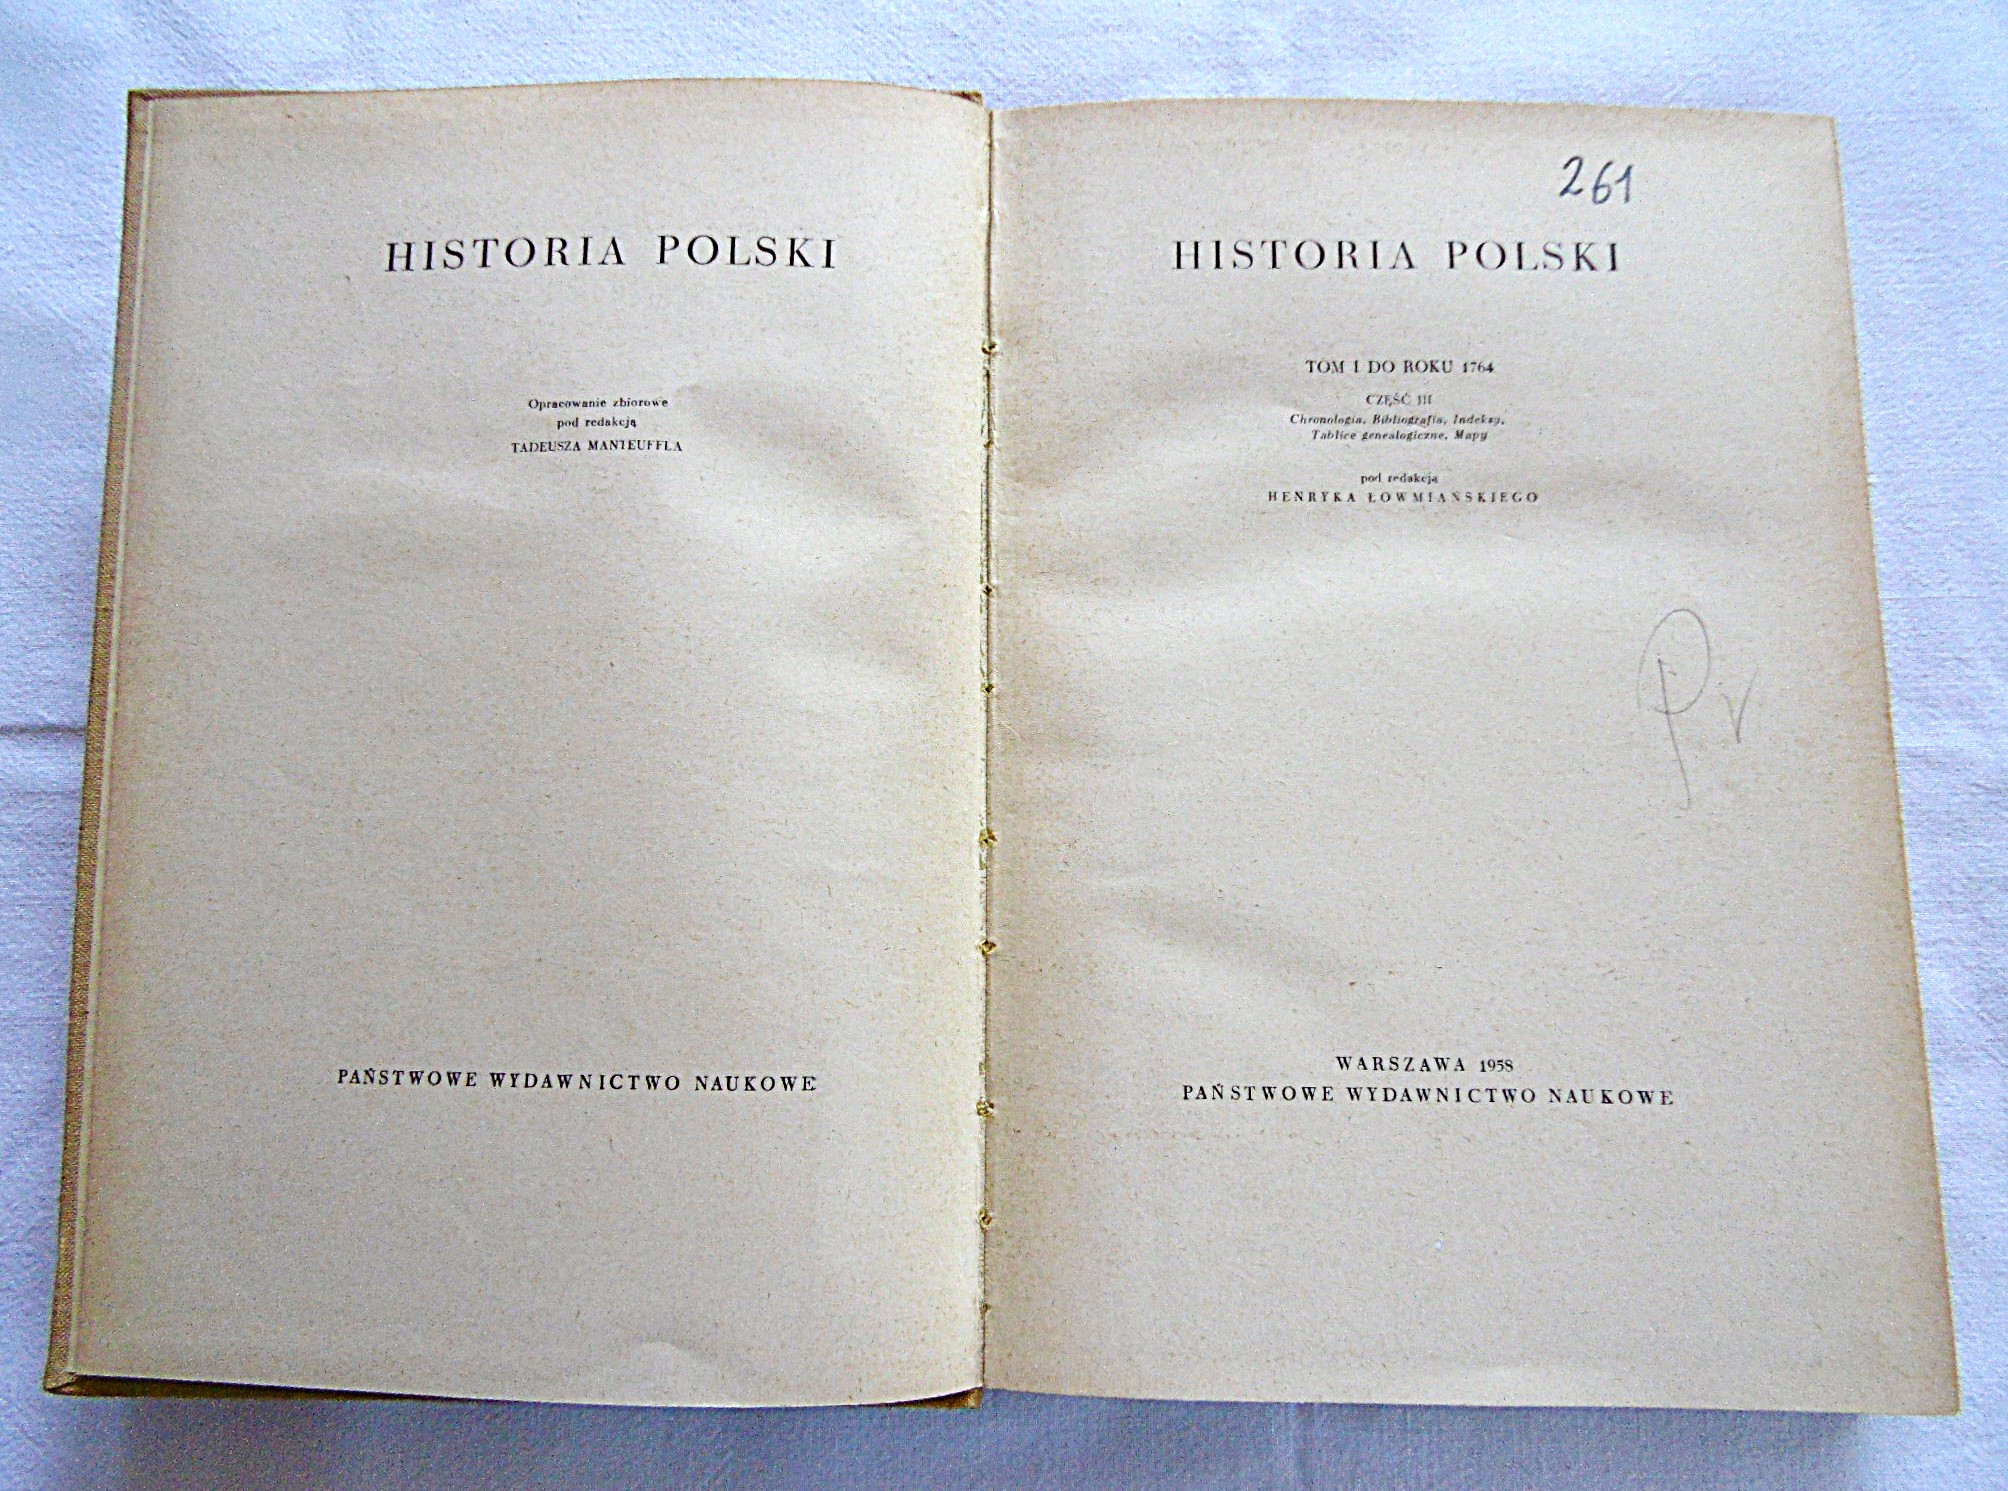 HISTORIA POLSKI
Opracowanie zbiorowe
pod redakcją
TADEUSZA MANTEUFFLA
PAŃSTWOWE WYDAWNICTWO NAUKOWE
261
HISTORIA POLSKI
TOM I DO ROKU 1764
CZĘŚĆ III
Chronologia, Bibliografia, Indeksy,
Tablice genealogiczne, Mapy
pod redakcją
HENRYKA ŁOWMIAŃSKIEGO
WARSZAWA 1958
PAŃSTWOWE WYDAWNICTWO NAUKOWE